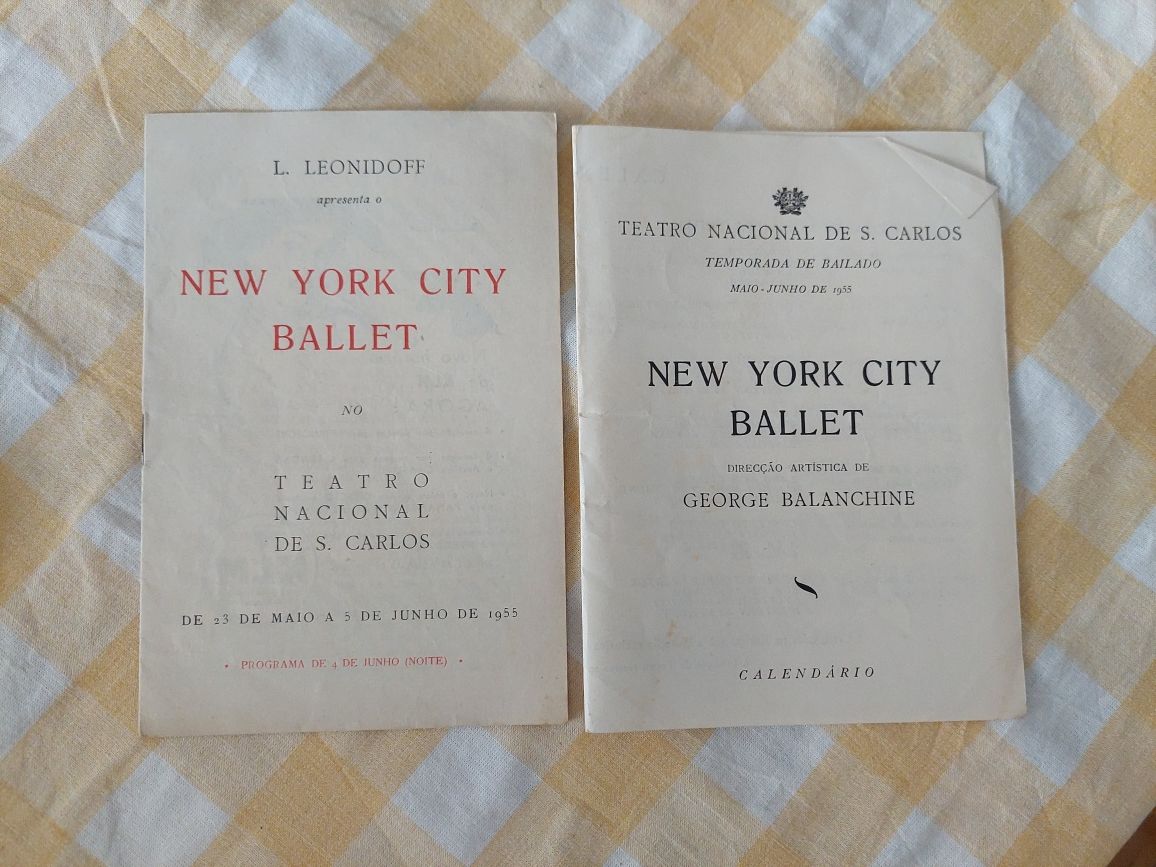 L. LEONIDOFF
apresenta o
NEW YORK CITY
BALLET
NO
TEATRO
NACIONAL
DE S. CARLOS
DE 23 DE MAIO A 5 DE JUNHO DE 1955
• PROGRAMA DE 4 DE JUNHO (NOITE) •
TEATRO NACIONAL DE S. CARLOS
TEMPORADA DE BAILADO
MAIO-JUNHO DE 1955
NEW YORK CITY
BALLET
DIRECÇÃO ARTÍSTICA DE
GEORGE BALANCHINE
CALENDÁRIO